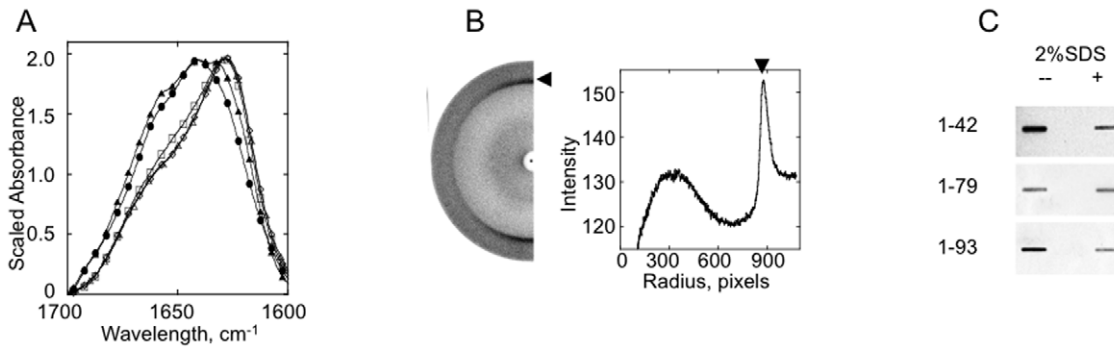 A
2.0
1.5
1.0
0.5
0
Scaled Absorbance
1700
1650
1600
Wavelength, cm-1
B
150
140
130
120
Intensity
0
300
600
900
Radius, pixels
C
2%SDS
-- +
1-42
1-79
1-93